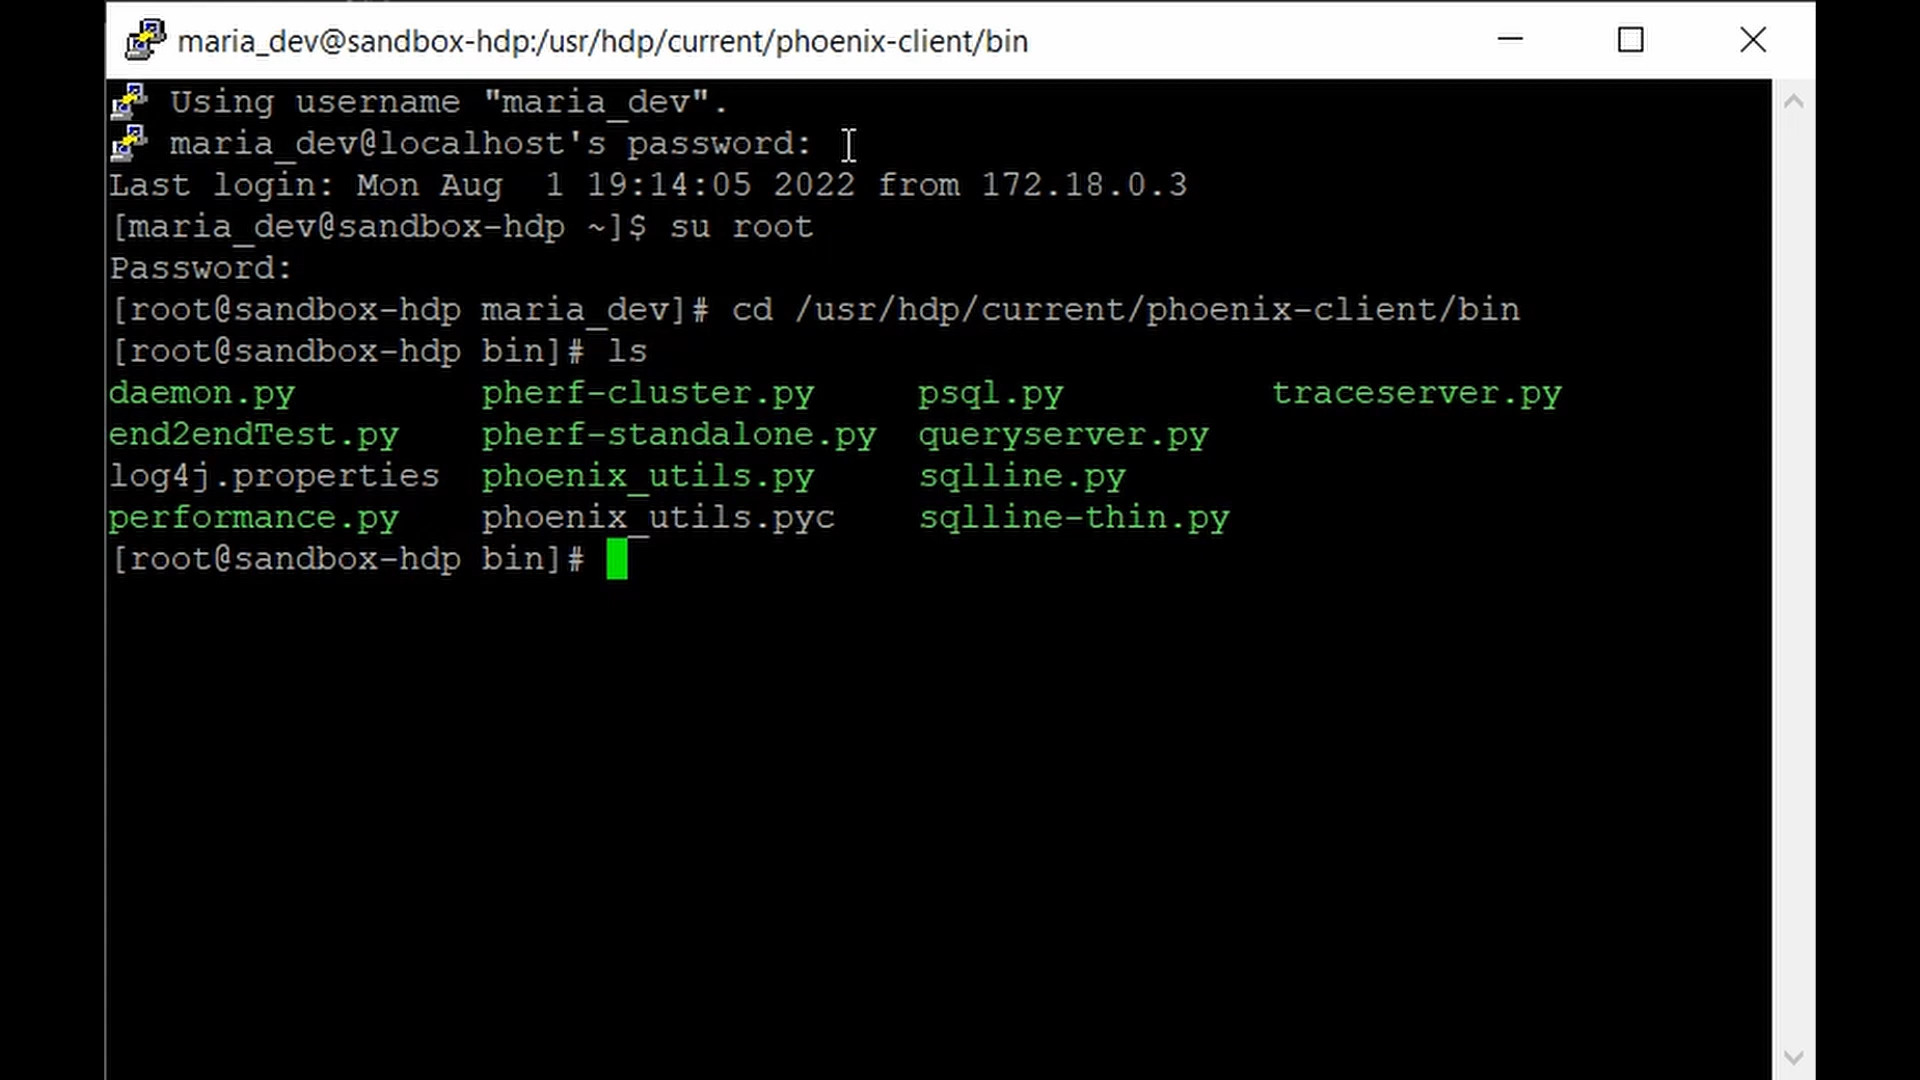 maria_dev@sandbox-hdp:/usr/hdp/current/phoenix-client/bin
Using username "maria_dev".
maria_dev@localhost's password:
Last login: Mon Aug  1 19:14:05 2022 from 172.18.0.3
[maria_dev@sandbox-hdp ~]$ su root
Password:
[root@sandbox-hdp maria_dev]# cd /usr/hdp/current/phoenix-client/bin
[root@sandbox-hdp bin]# ls
daemon.py         pherf-cluster.py     psql.py          traceserver.py
end2endTest.py    pherf-standalone.py  queryserver.py
log4j.properties  phoenix_utils.py     sqlline.py
performance.py    phoenix_utils.pyc    sqlline-thin.py
[root@sandbox-hdp bin]#